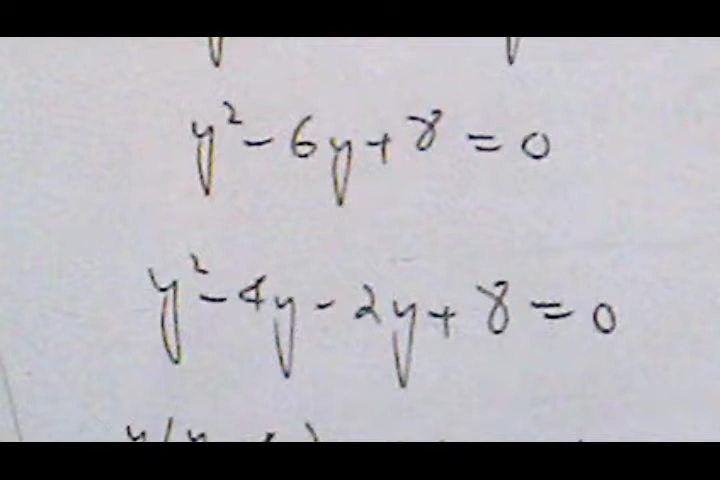 y² - 6y + 8 = 0
y² - 4y - 2y + 8 = 0